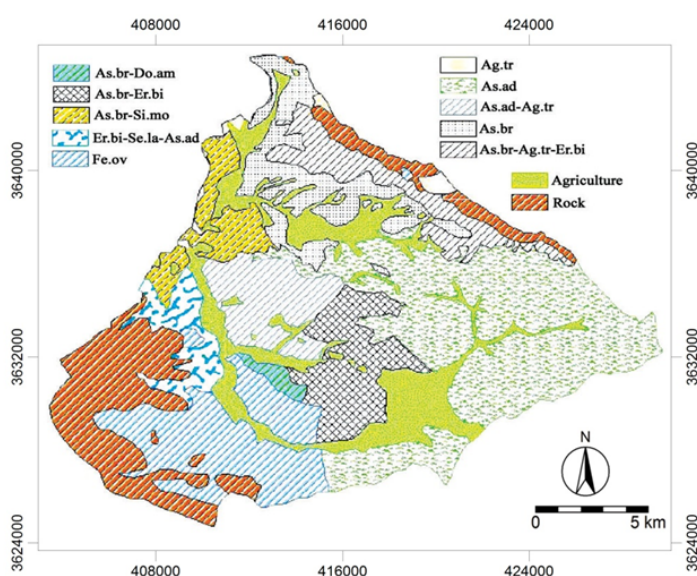 408000 416000 424000
As.br-Do.am
As.br-Er.bi
As.br-Si.mo
Er.bi-Se.la-As.ad
Fe.ov
Ag.tr
As.ad
As.ad-Ag.tr
As.br
As.br-Ag.tr-Er.bi
Agriculture
Rock
3640000 3640000
3632000 3632000
3624000 3624000
N
0 5 km
408000 416000 424000